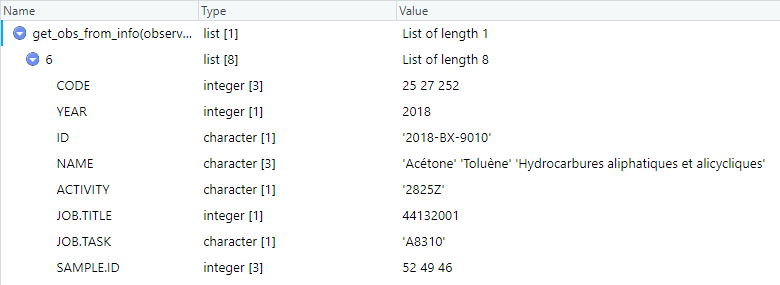 Name Type Value
get_obs_from_info(observ... list [1] List of length 1
6 list [8] List of length 8
CODE integer [3] 25 27 252
YEAR integer [1] 2018
ID character [1] '2018-BX-9010'
NAME character [3] 'Acétone' 'Toluène' 'Hydrocarbures aliphatiques et alicycliques'
ACTIVITY character [1] '2825Z'
JOB.TITLE integer [1] 44132001
JOB.TASK character [1] 'A8310'
SAMPLE.ID integer [3] 52 49 46